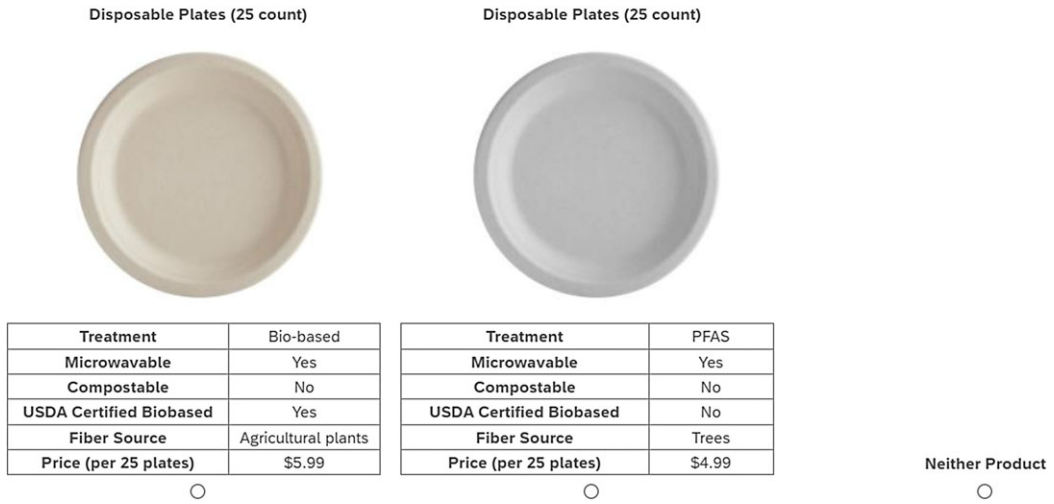 Disposable Plates (25 count)
Disposable Plates (25 count)
Treatment Bio-based
Microwavable Yes
Compostable No
USDA Certified Biobased Yes
Fiber Source Agricultural plants
Price (per 25 plates) $5.99
Treatment PFAS
Microwavable Yes
Compostable No
USDA Certified Biobased No
Fiber Source Trees
Price (per 25 plates) $4.99
Neither Product